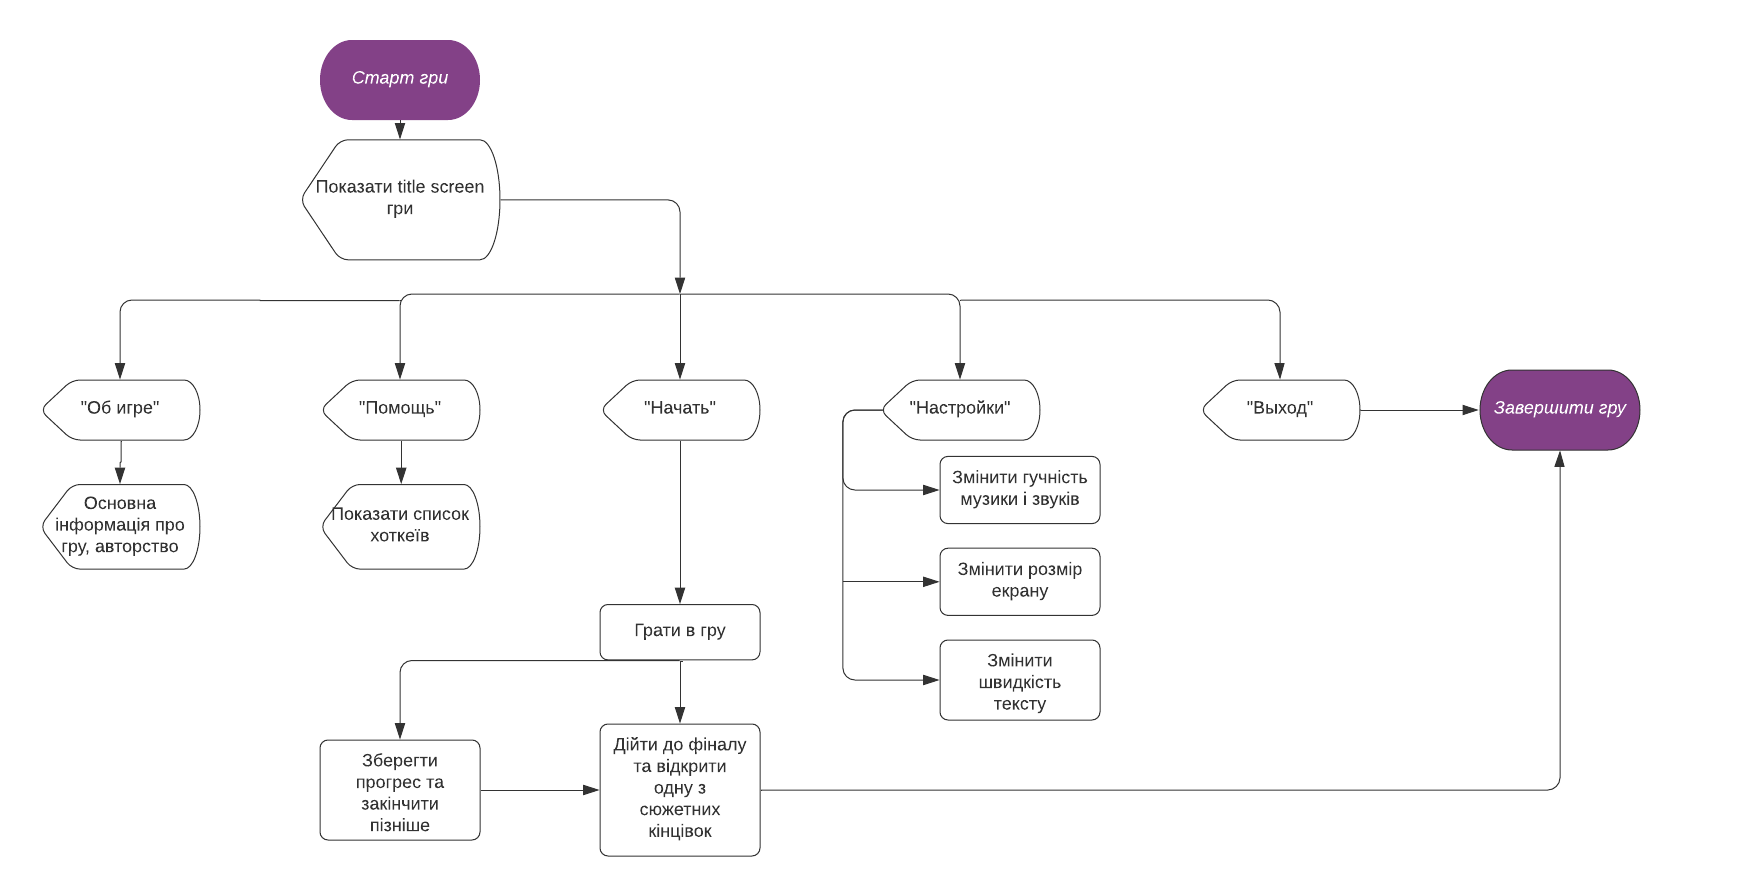 Старт гри
Показати title screen
гри
"Об игре"
"Помощь"
"Начать"
"Настройки"
"Выход"
Завершити гру
Основна
інформація про
гру, авторство
Показати список
хоткеїв
Змінити гучність
музики і звуків
Змінити розмір
екрану
Грати в гру
Змінити
швидкість
тексту
Зберегти
прогрес та
закінчити
пізніше
Дійти до фіналу
та відкрити
одну з
сюжетних
кінцівок